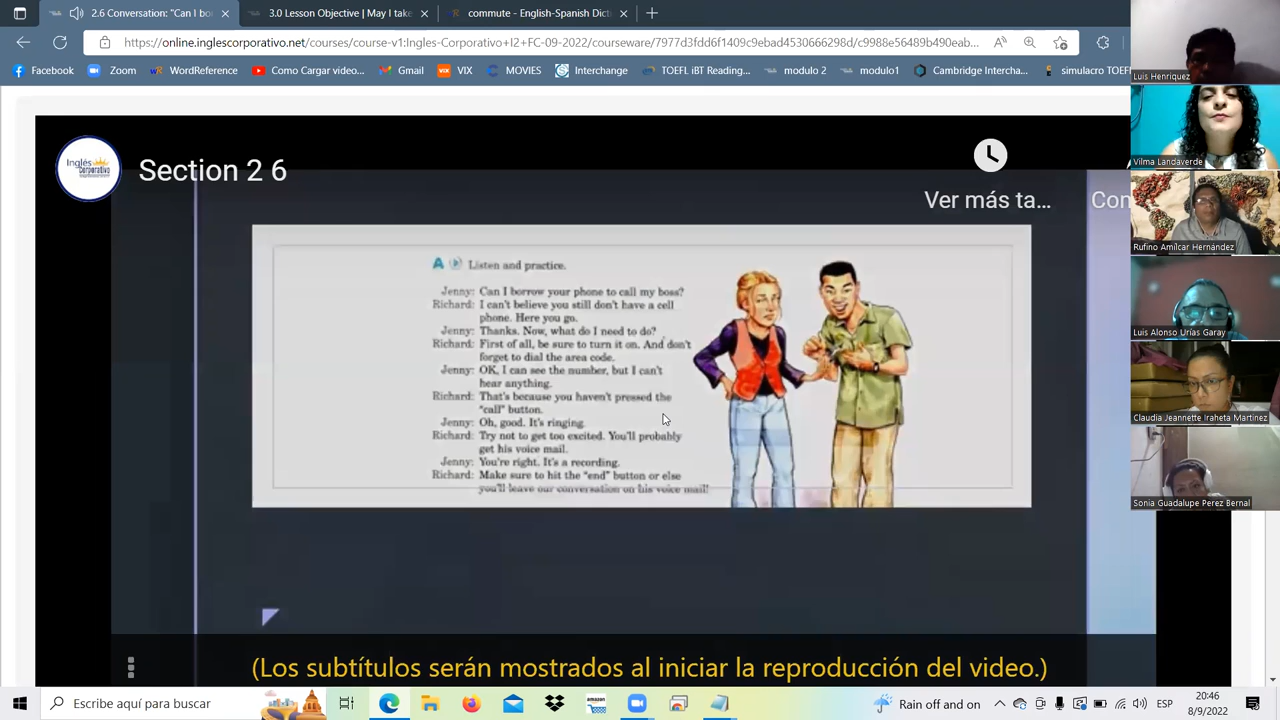 2.6 Conversation: "Can I bo
3.0 Lesson Objective | May I take
commute - English-Spanish Dict
https://online.inglescorporativo.net/courses/course-v1:Ingles-Corporativo+I2+FC-09-2022/courseware/7977d3fdd6f1409c9ebad4530666298d/c9988e56489b490eab...
Facebook
Zoom
WordReference
Como Cargar video...
Gmail
VIX
MOVIES
Interchange
TOEFL iBT Reading...
modulo 2
modulo1
Cambridge Intercha...
simulacro TOEF
Inglés
Corporativo
Section 2 6
Ver más ta...
Con
A Listen and practice.
Jenny: Can I borrow your phone to call my boss?
Richard: I can't believe you still don't have a cell
phone. Here you go.
Jenny: Thanks. Now, what do I need to do?
Richard: First of all, be sure to turn it on. And don't
forget to dial the area code.
Jenny: OK, I can see the number, but I can't
hear anything.
Richard: That's because you haven't pressed the
"call" button.
Jenny: Oh, good. It's ringing.
Richard: Try not to get too excited. You'll probably
get his voice mail.
Jenny: You're right. It's a recording.
Richard: Make sure to hit the "end" button or else
you'll leave our conversation on his voice mail!
(Los subtítulos serán mostrados al iniciar la reproducción del video.)
Luis Henriquez
Vilma Landaverde
Rufino Amílcar Hernández
Luis Alonso Urías Garay
Claudia Jeannette Iraheta Martinez
Sonia Guadalupe Perez Bernal
Escribe aquí para buscar
amazon
Rain off and on
ESP
20:46
8/9/2022